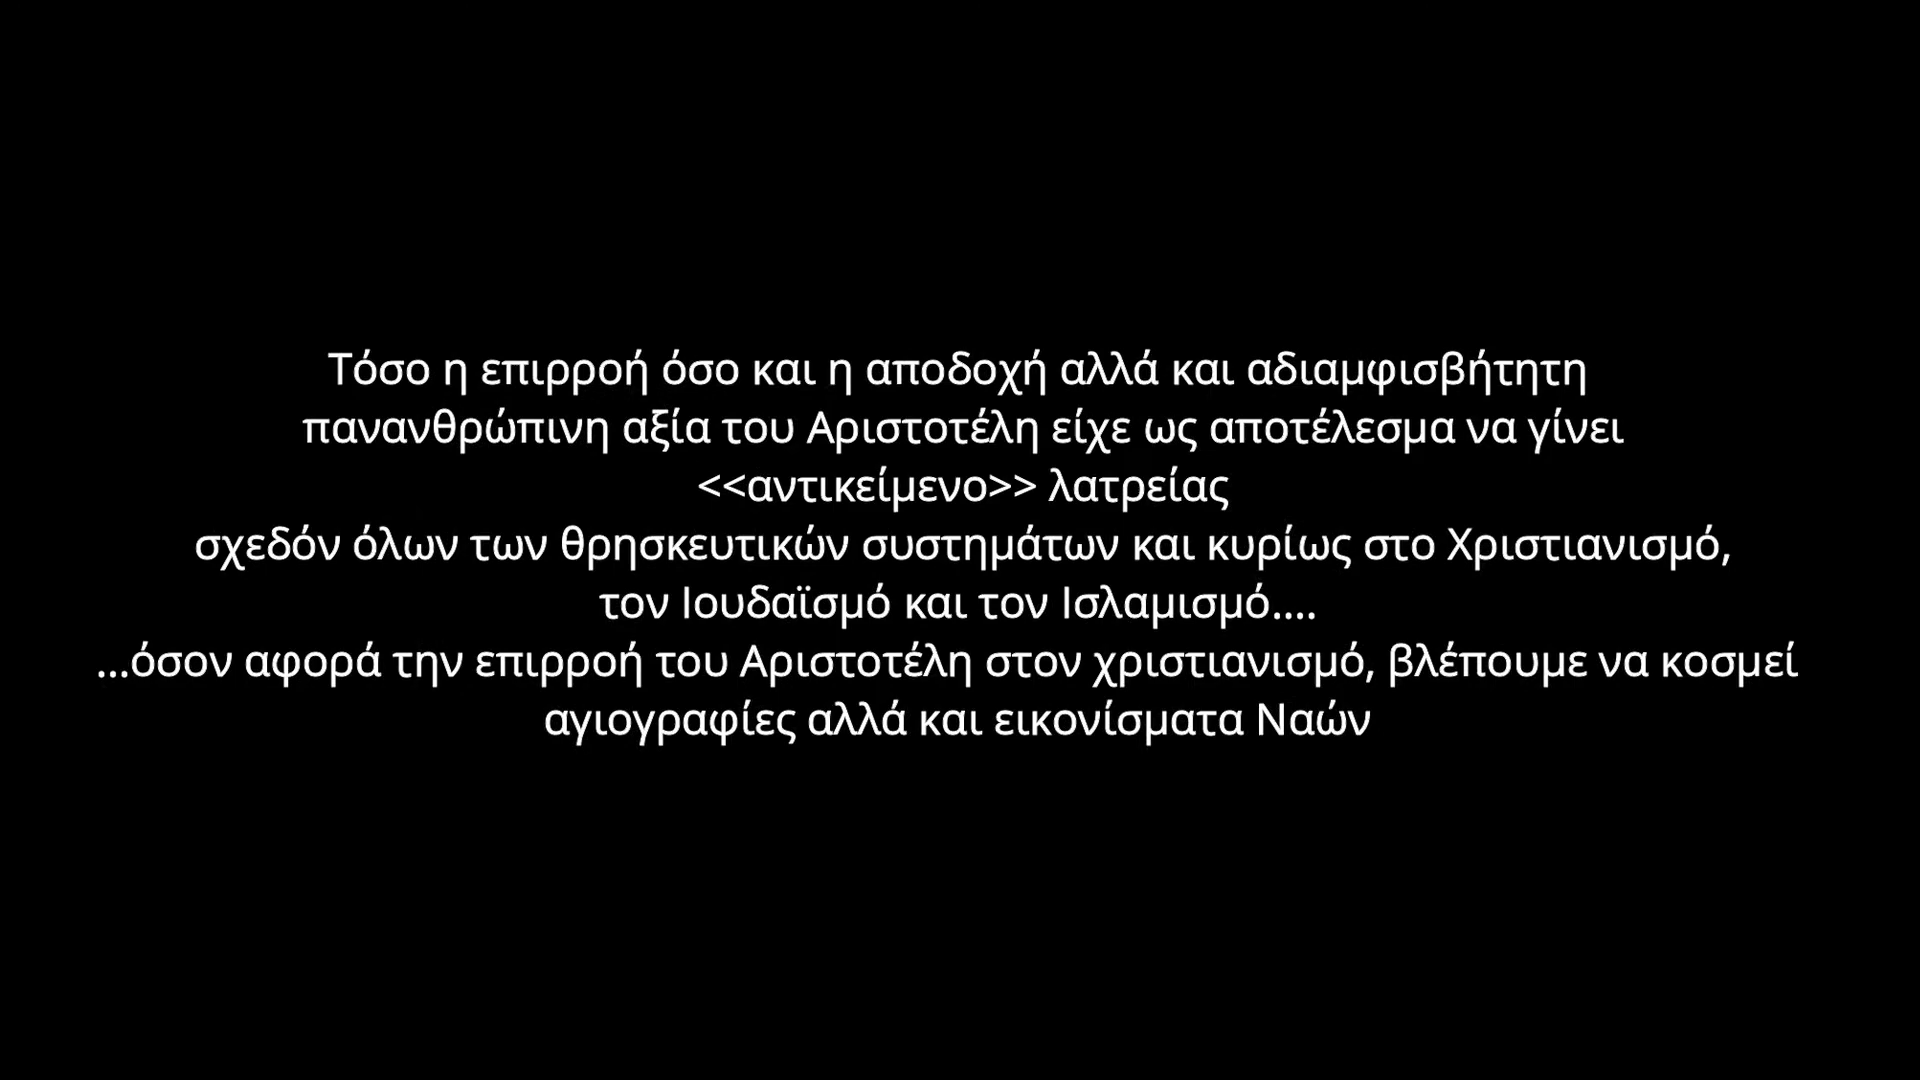 Τόσο η επιρροή όσο και η αποδοχή αλλά και αδιαμφισβήτητη
πανανθρώπινη αξία του Αριστοτέλη είχε ως αποτέλεσμα να γίνει
<<αντικείμενο>> λατρείας
σχεδόν όλων των θρησκευτικών συστημάτων και κυρίως στο Χριστιανισμό,
τον Ιουδαϊσμό και τον Ισλαμισμό....
...όσον αφορά την επιρροή του Αριστοτέλη στον χριστιανισμό, βλέπουμε να κοσμεί
αγιογραφίες αλλά και εικονίσματα Ναών